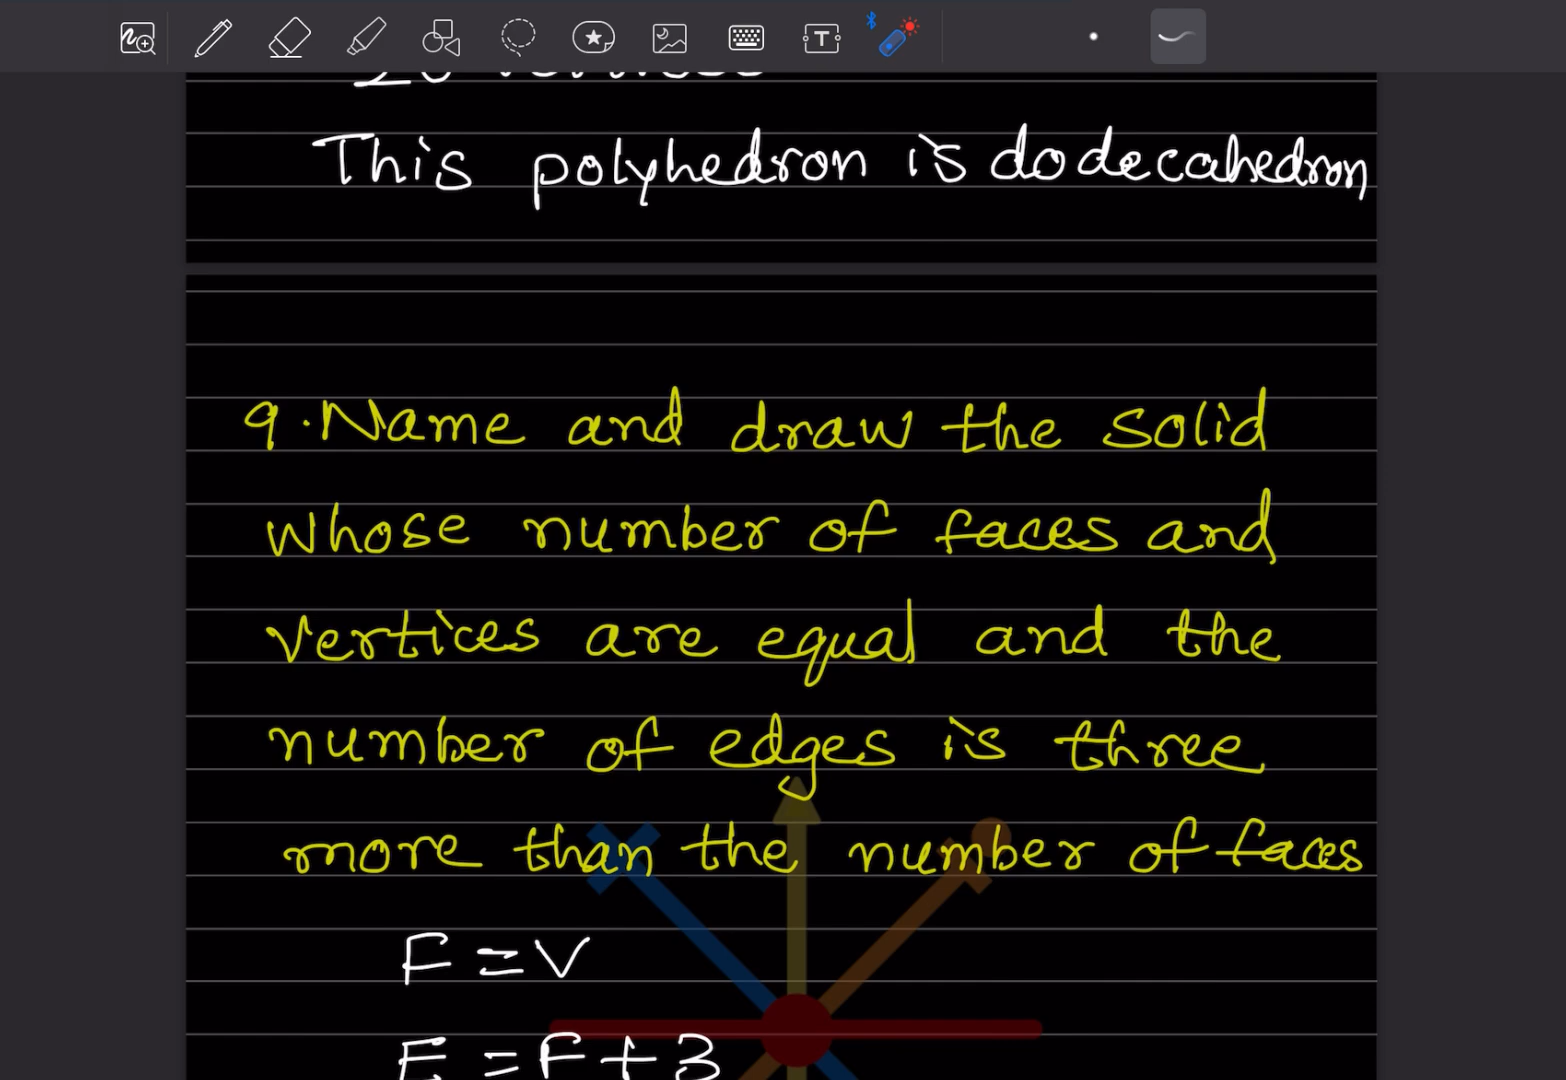 This polyhedron is dodecahedron
9. Name and draw the solid
whose number of faces and
vertices are equal and the
number of edges is three
more than the number of faces
F = V
E = F + 3